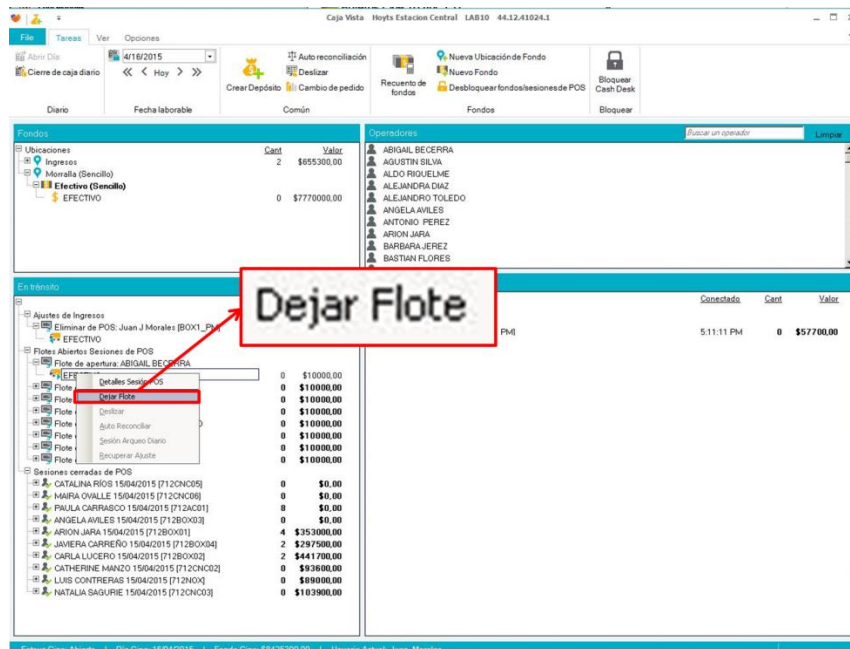 Caja Vista Hoyts Estacion Central LAB10 44.12.41024.1
File Tareas Ver Opciones
Abrir Día
Cierre de caja diario
Diario
4/16/2015
Hoy
Fecha laborable
Crear Depósito
Auto reconciliación
Deslizar
Cambio de pedido
Común
Recuento de fondos
Nueva Ubicación de Fondo
Nuevo Fondo
Desbloquear fondos/sesiones de POS
Fondos
Bloquear Cash Desk
Bloquear
Fondos
Ubicaciones Cant Valor
Ingresos 2 $655300,00
Morralla (Sencillo)
Efectivo (Sencillo)
$ EFECTIVO 0 $7770000,00
Operadores
Buscar un operador
Limpiar
ABIGAIL BECERRA
AGUSTIN SILVA
ALDO RIQUELME
ALEJANDRA DIAZ
ALEJANDRO TOLEDO
ANGELA AVILES
ANTONIO PEREZ
ARION JARA
BARBARA JEREZ
BASTIAN FLORES
En tránsito
Ajustes de Ingresos
Eliminar de POS: Juan J Morales [BOX1_PM]
EFECTIVO
Flotes Abiertos Sesiones de POS
Flote de apertura: ABIGAIL BECERRA
0 $10000,00
Flote 0 $10000,00
Flote 0 $10000,00
Flote 0 $10000,00
Flote 0 $10000,00
Flote 0 $10000,00
Flote 0 $10000,00
Flote 0 $10000,00
Detalles Sesión POS
Dejar Flote
Deslizar
Auto Reconciliar
Sesión Arqueo Diario
Recuperar Ajuste
Dejar Flote
Sesiones cerradas de POS
CATALINA RÍOS 15/04/2015 [712CNC05] 0 $0,00
MAIRA OVALLE 15/04/2015 [712CNC06] 0 $0,00
PAULA CARRASCO 15/04/2015 [712AC01] 8 $0,00
ANGELA AVILES 15/04/2015 [712BOX03] 0 $0,00
ARION JARA 15/04/2015 [712BOX01] 4 $353000,00
JAVIERA CARREÑO 15/04/2015 [712BOX04] 2 $297500,00
CARLA LUCERO 15/04/2015 [712BOX02] 2 $441700,00
CATHERINE MANZO 15/04/2015 [712CNC02] 0 $93600,00
LUIS CONTRERAS 15/04/2015 [712NOX] 0 $89000,00
NATALIA SAGURIE 15/04/2015 [712CNC03] 0 $103900,00
Conectado Cant Valor
PM] 5:11:11 PM 0 $57700,00